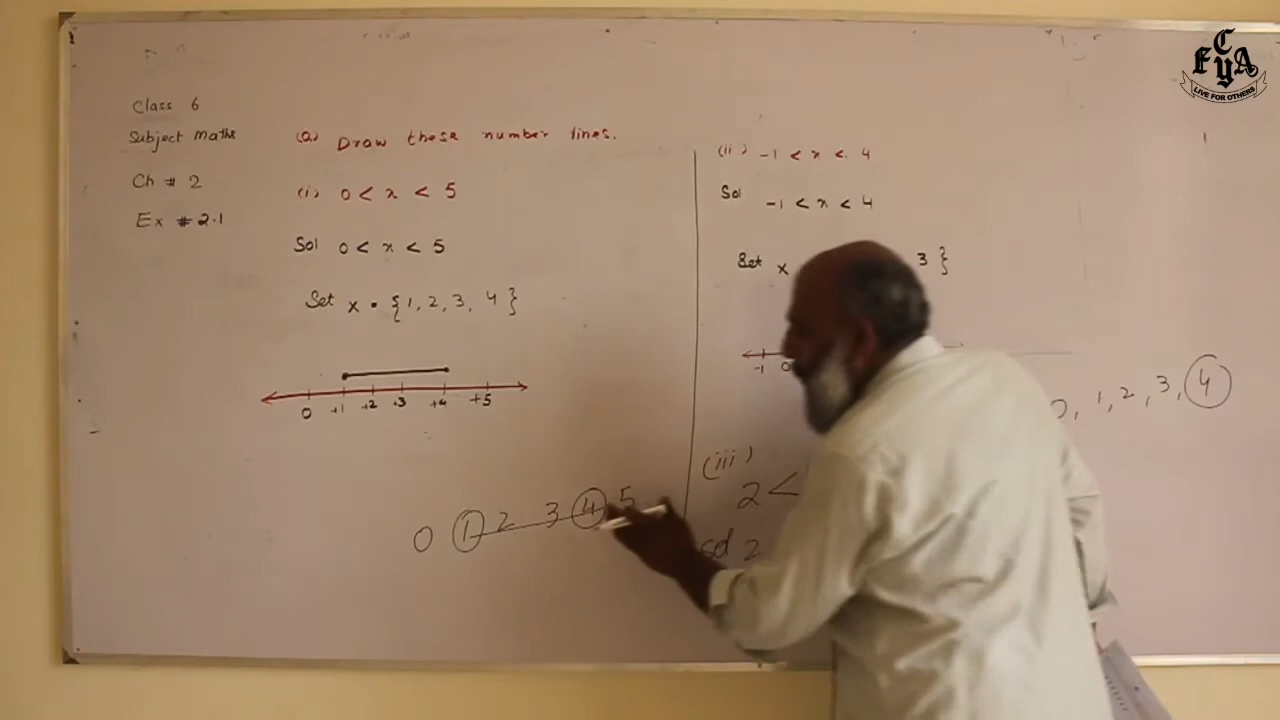 Class 6
Subject maths
Ch # 2
Ex # 2.1
(Q) Draw these number lines.
(i) 0 < x < 5
Sol 0 < x < 5
Set x = {1, 2, 3, 4}
0 +1 +2 +3 +4 +5
0 1 2 3 4 5
(ii) -1 < x < 4
Sol -1 < x < 4
Set x 3 }
-1 0
0, 1, 2, 3, 4
(iii)
2 <
sol 2
E C Y A
LIVE FOR OTHERS